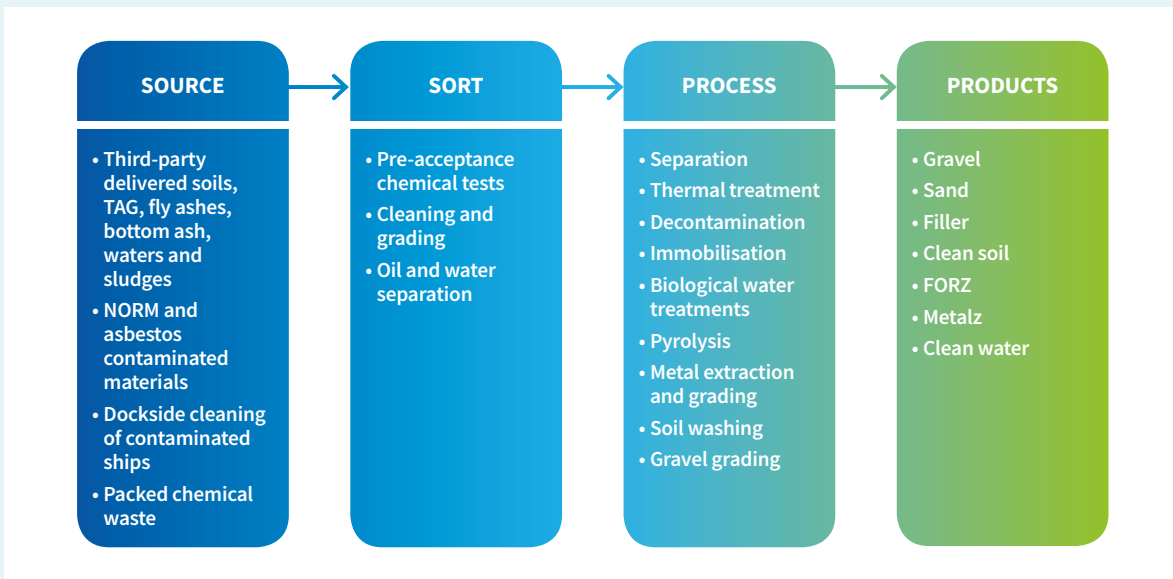 SOURCE
• Third-party
delivered soils,
TAG, fly ashes,
bottom ash,
waters and
sludges
• NORM and
asbestos
contaminated
materials
• Dockside cleaning
of contaminated
ships
• Packed chemical
waste
SORT
• Pre-acceptance
chemical tests
• Cleaning and
grading
• Oil and water
separation
PROCESS
• Separation
• Thermal treatment
• Decontamination
• Immobilisation
• Biological water
treatments
• Pyrolysis
• Metal extraction
and grading
• Soil washing
• Gravel grading
PRODUCTS
• Gravel
• Sand
• Filler
• Clean soil
• FORZ
• Metalz
• Clean water